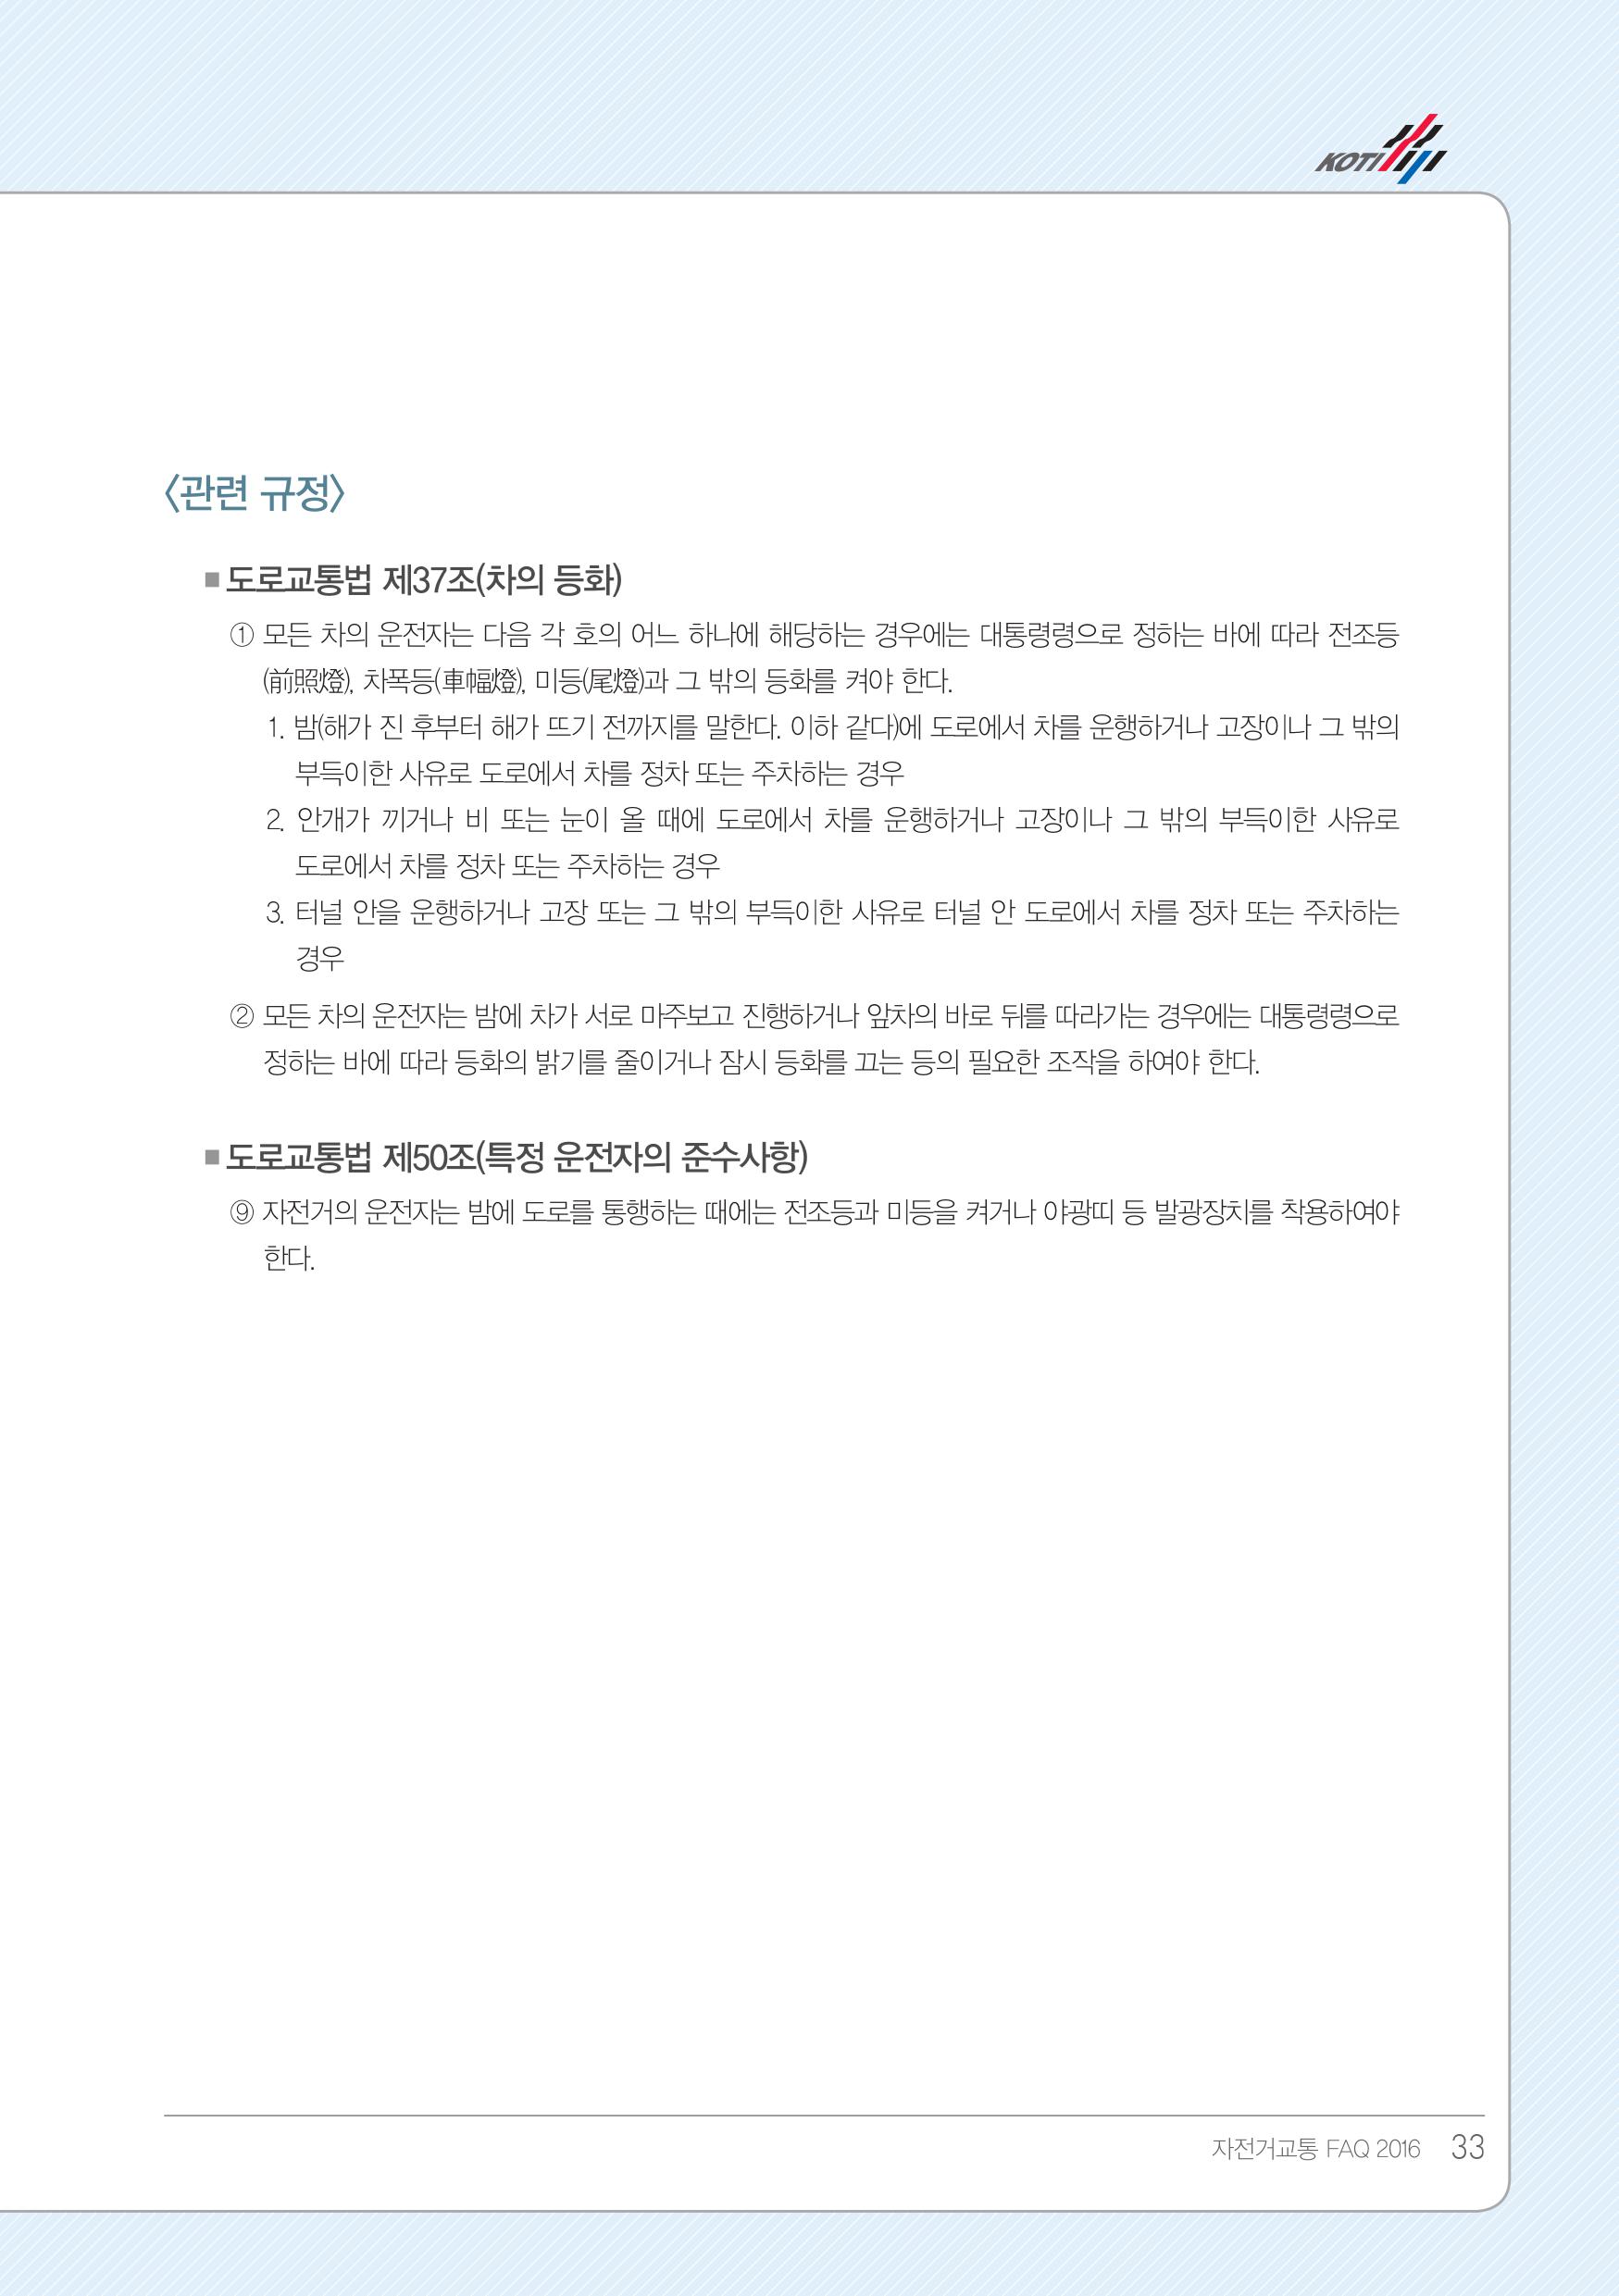 KOTI
<관련 규정>
■ 도로교통법 제37조(차의 등화)
① 모든 차의 운전자는 다음 각 호의 어느 하나에 해당하는 경우에는 대통령령으로 정하는 바에 따라 전조등
(前照燈), 차폭등(車幅燈), 미등(尾燈)과 그 밖의 등화를 켜야 한다.
1. 밤(해가 진 후부터 해가 뜨기 전까지를 말한다. 이하 같다)에 도로에서 차를 운행하거나 고장이나 그 밖의
부득이한 사유로 도로에서 차를 정차 또는 주차하는 경우
2. 안개가 끼거나 비 또는 눈이 올 때에 도로에서 차를 운행하거나 고장이나 그 밖의 부득이한 사유로
도로에서 차를 정차 또는 주차하는 경우
3. 터널 안을 운행하거나 고장 또는 그 밖의 부득이한 사유로 터널 안 도로에서 차를 정차 또는 주차하는
경우
② 모든 차의 운전자는 밤에 차가 서로 마주보고 진행하거나 앞차의 바로 뒤를 따라가는 경우에는 대통령령으로
정하는 바에 따라 등화의 밝기를 줄이거나 잠시 등화를 끄는 등의 필요한 조작을 하여야 한다.
■ 도로교통법 제50조(특정 운전자의 준수사항)
⑨ 자전거의 운전자는 밤에 도로를 통행하는 때에는 전조등과 미등을 켜거나 야광띠 등 발광장치를 착용하여야
한다.
자전거교통 FAQ 2016 33